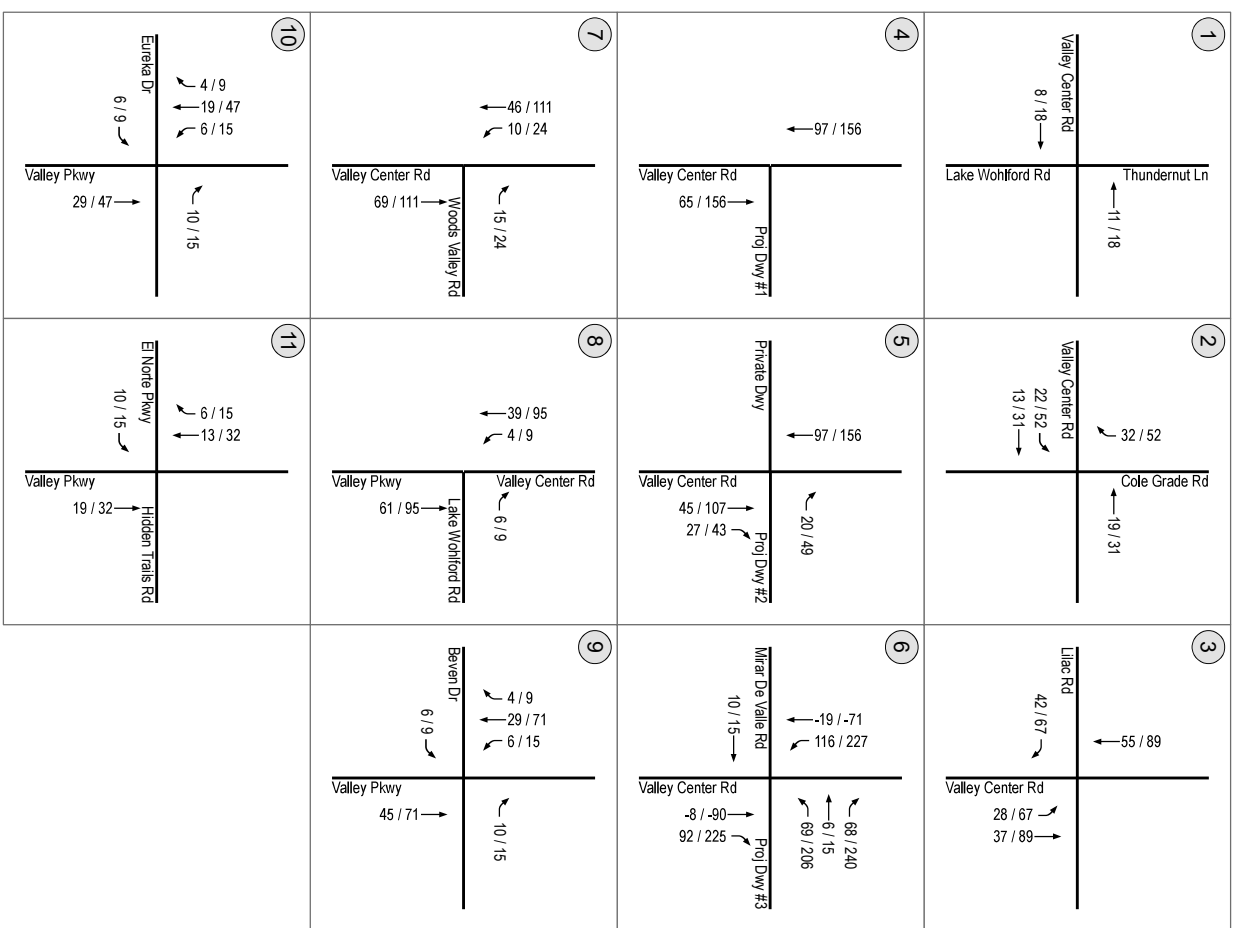 1
Valley Center Rd
8 / 18
Lake Wohlford Rd
Thundernut Ln
11 / 18
2
Valley Center Rd
22 / 52
13 / 31
32 / 52
Cole Grade Rd
19 / 31
3
Lilac Rd
42 / 67
55 / 89
Valley Center Rd
28 / 67
37 / 89
4
97 / 156
Valley Center Rd
65 / 156
Proj Dwy #1
5
Private Dwy
97 / 156
Valley Center Rd
45 / 107
27 / 43
Proj Dwy #2
20 / 49
6
Mirar De Valle Rd
10 / 15
-19 / -71
116 / 227
Valley Center Rd
-8 / -90
92 / 225
Proj Dwy #3
69 / 206
6 / 15
68 / 240
7
46 / 111
10 / 24
Valley Center Rd
69 / 111
Woods Valley Rd
15 / 24
8
39 / 95
4 / 9
Valley Pkwy
Valley Center Rd
61 / 95
Lake Wohlford Rd
6 / 9
9
Beven Dr
6 / 9
4 / 9
29 / 71
6 / 15
Valley Pkwy
45 / 71
10 / 15
10
Eureka Dr
6 / 9
4 / 9
19 / 47
6 / 15
Valley Pkwy
29 / 47
10 / 15
11
El Norte Pkwy
10 / 15
6 / 15
13 / 32
Valley Pkwy
19 / 32
Hidden Trails Rd